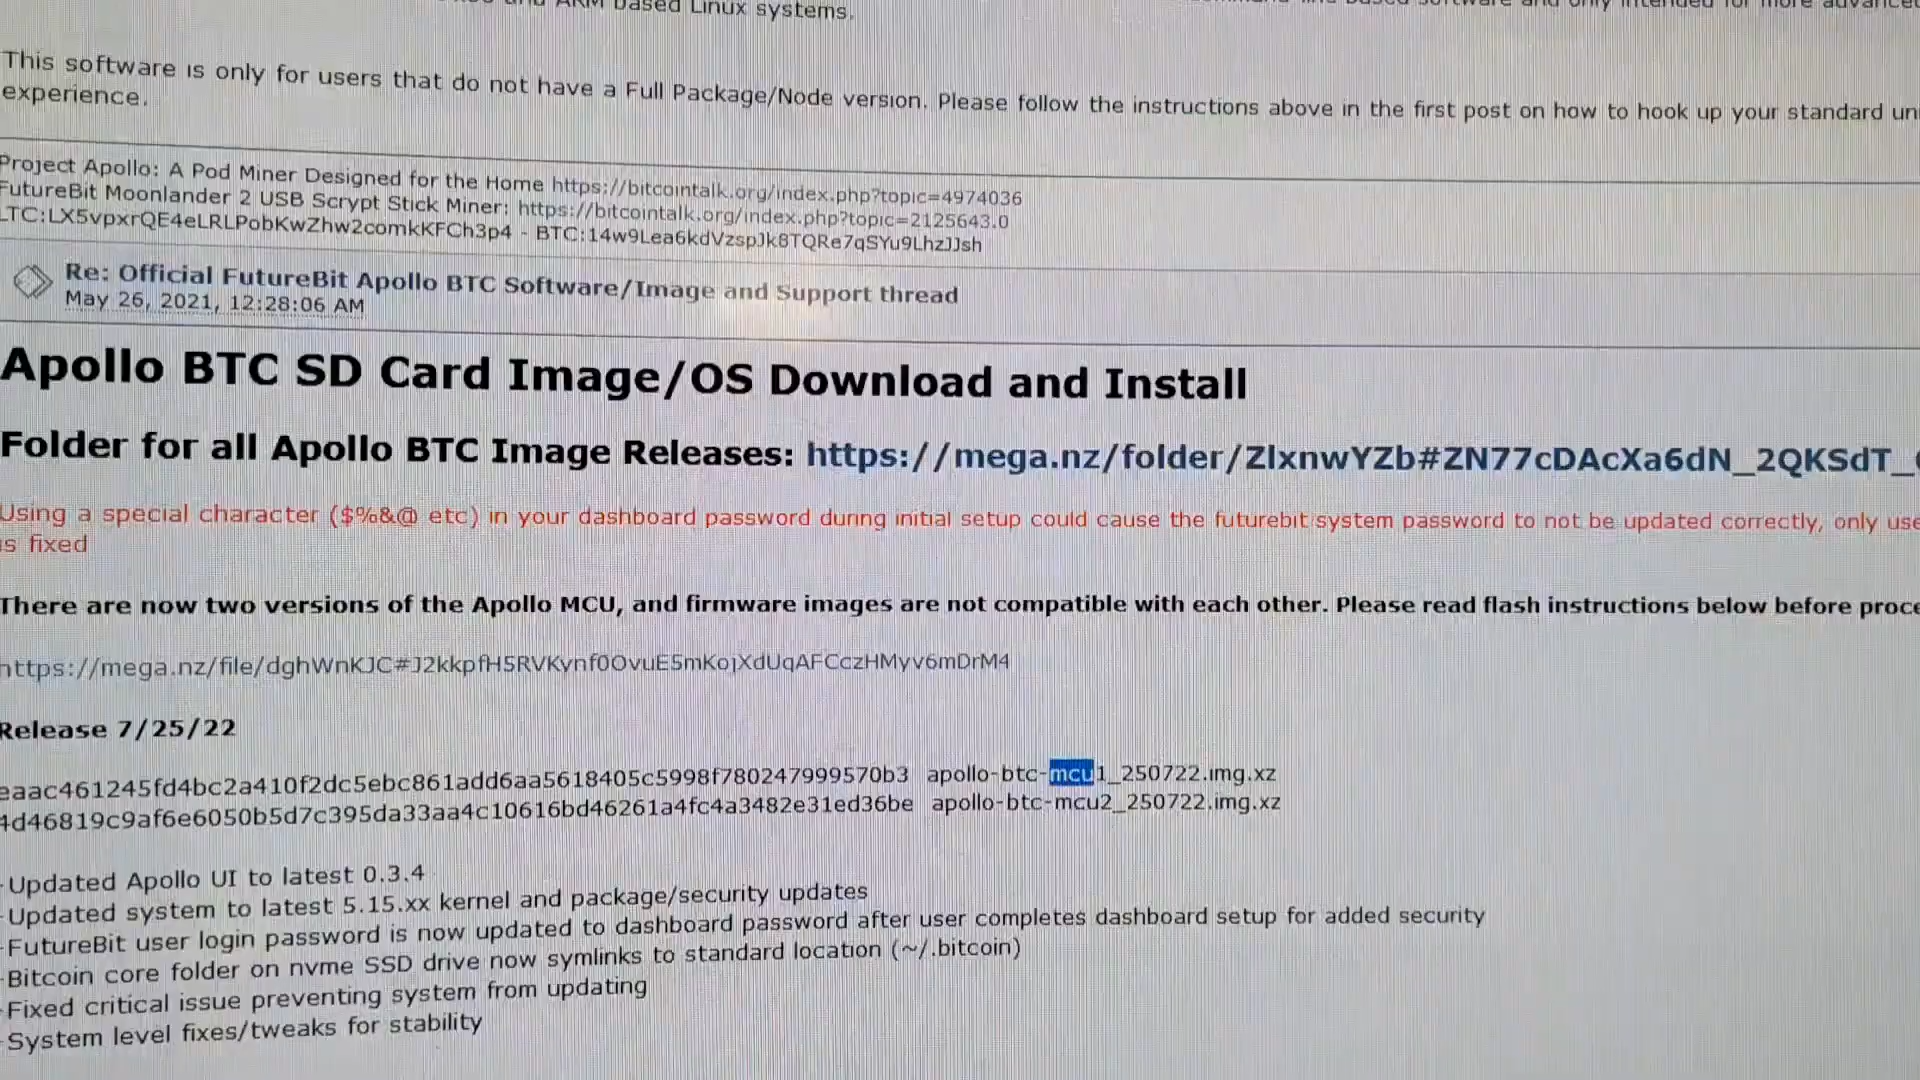 ARM based Linux systems.
This software is only for users that do not have a Full Package/Node version. Please follow the instructions above in the first post on how to hook up your standard
experience.
Project Apollo: A Pod Miner Designed for the Home https://bitcointalk.org/index.php?topic=4974036
FutureBit Moonlander 2 USB Scrypt Stick Miner: https://bitcointalk.org/index.php?topic=2125643.0
LTC:LX5vpxrQE4eLRLPobKwZhw2comkKFCh3p4 - BTC:14w9Lea6kdVzspJk8TQRe7qSYu9LhzJJsh
Re: Official FutureBit Apollo BTC Software/Image and Support thread
May 26, 2021, 12:28:06 AM
Apollo BTC SD Card Image/OS Download and Install
Folder for all Apollo BTC Image Releases: https://mega.nz/folder/ZlxnwYZb#ZN77cDAcXa6dN_2QKSdT_
Using a special character ($%&@ etc) in your dashboard password during initial setup could cause the futurebit system password to not be updated correctly, only use
is fixed
There are now two versions of the Apollo MCU, and firmware images are not compatible with each other. Please read flash instructions below before proce
https://mega.nz/file/dghWnKJC#J2kkpfH5RVKynf0OvuE5mKojXdUqAFCczHMyv6mDrM4
Release 7/25/22
eaac461245fd4bc2a410f2dc5ebc861add6aa5618405c5998f780247999570b3 apollo-btc-mcu1_250722.img.xz
4d46819c9af6e6050b5d7c395da33aa4c10616bd46261a4fc4a3482e31ed36be apollo-btc-mcu2_250722.img.xz
-Updated Apollo UI to latest 0.3.4
-Updated system to latest 5.15.xx kernel and package/security updates
-FutureBit user login password is now updated to dashboard password after user completes dashboard setup for added security
-Bitcoin core folder on nvme SSD drive now symlinks to standard location (~/.bitcoin)
-Fixed critical issue preventing system from updating
-System level fixes/tweaks for stability